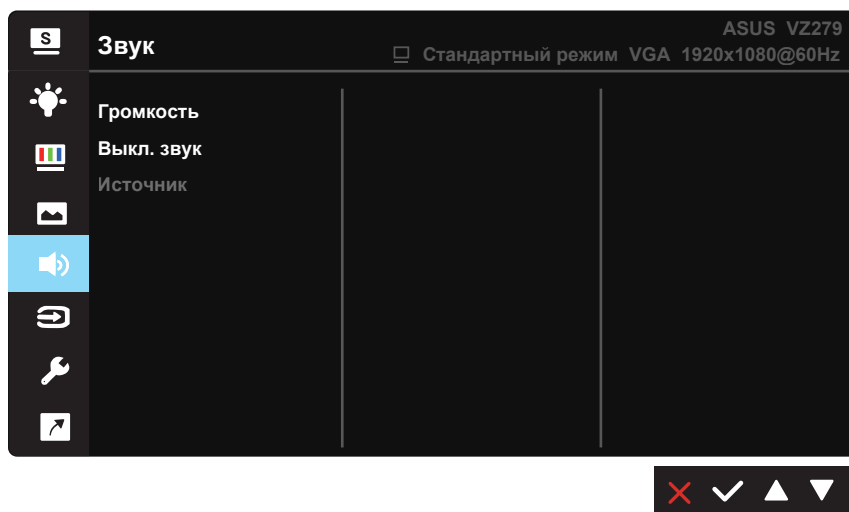 S
Звук
ASUS VZ279
Стандартный режим VGA 1920x1080@60Hz
Громкость
Выкл. звук
Источник